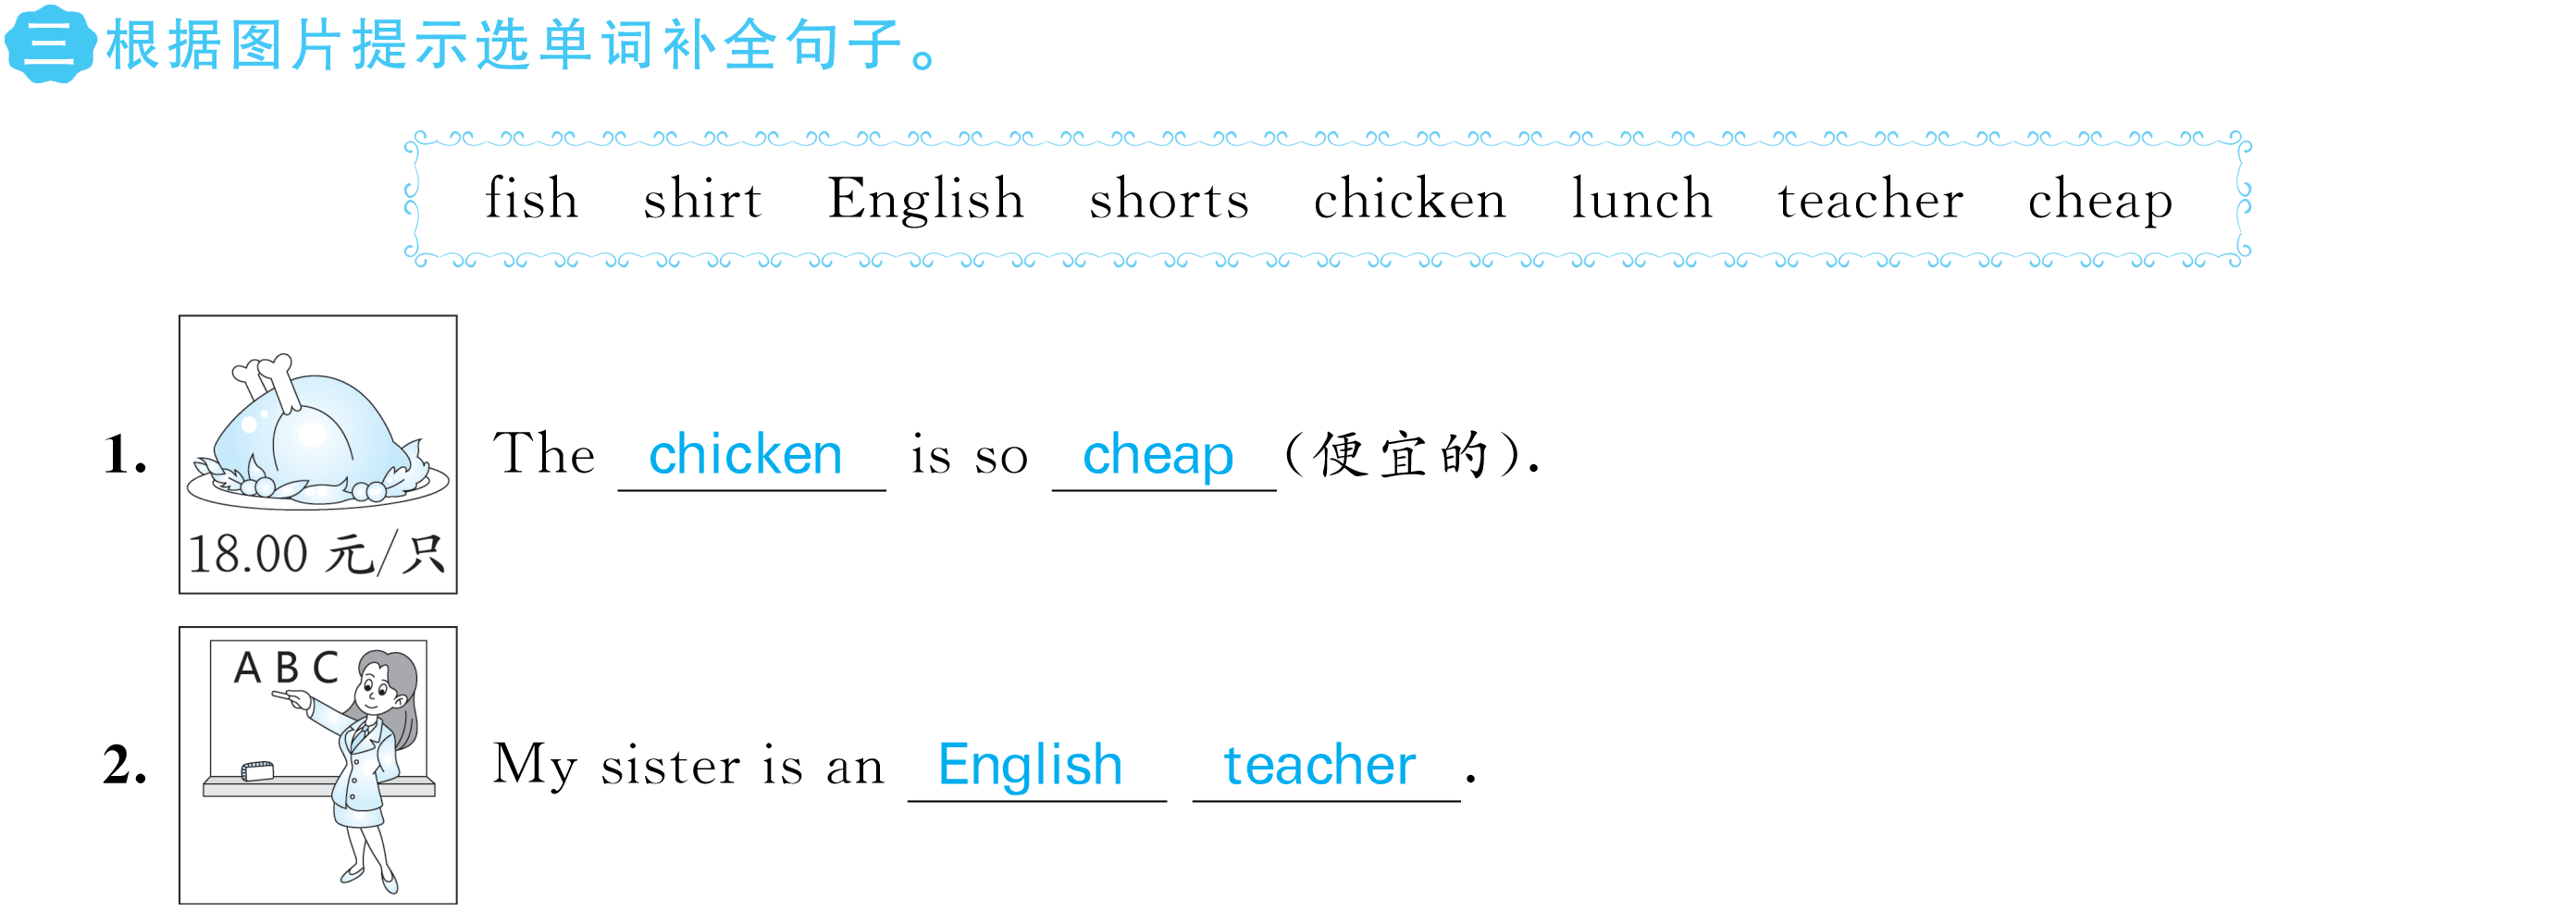 三 根据图片提示选单词补全句子。
fish shirt English shorts chicken lunch teacher cheap
1. The chicken is so cheap (便宜的).
18.00 元/只
A B C
2. My sister is an English teacher.